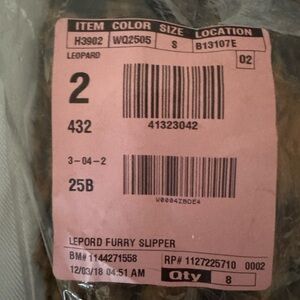 ITEM COLOR SIZE LOCATION
H3902 WQ2505 S B13107E
LEOPARD 02
2
432 41323042
3-04-2
25B
W0004ZBDE4
LEPORD FURRY SLIPPER
BM# 1144271558 RP# 1127225710 0002
12/03/18 04:51 AM Qty 8